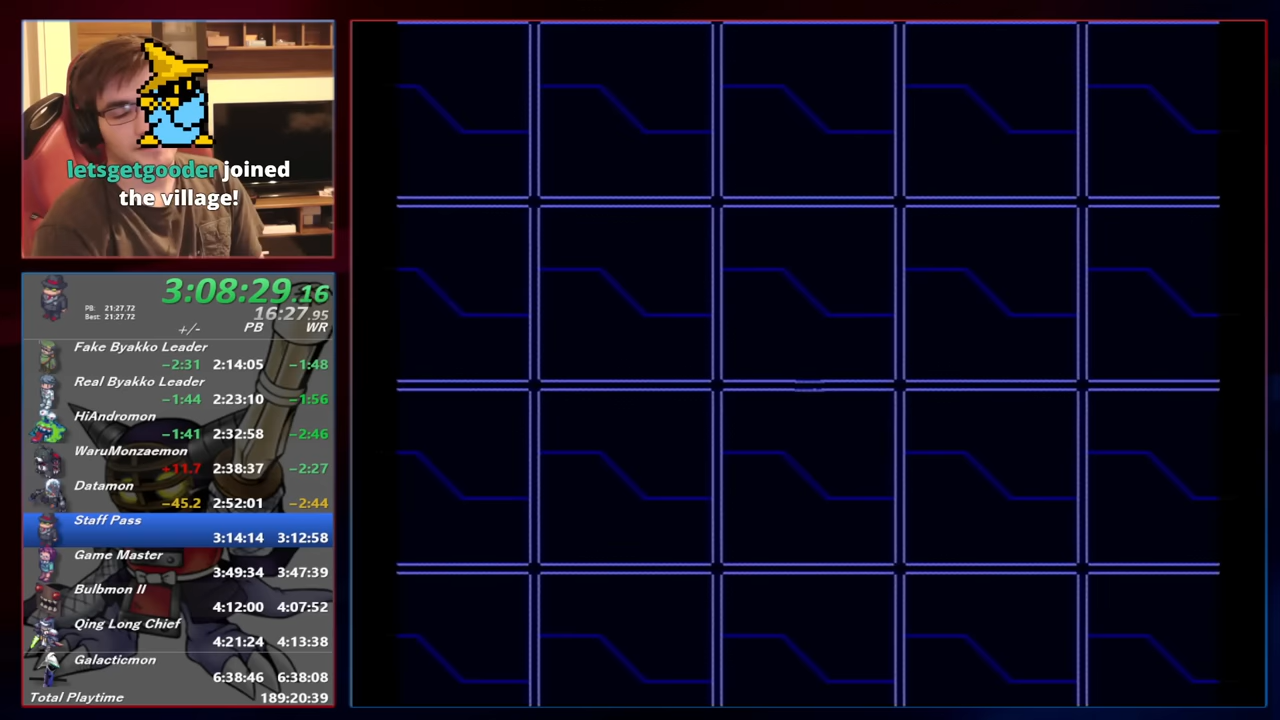 letsgetgooder joined
the village!
3:08:29.16
PB: 21:27.72
Best: 21:27.72
16:27.95
+/- PB WR
Fake Byakko Leader
-2:31 2:14:05 -1:48
Real Byakko Leader
-1:44 2:23:10 -1:56
HiAndromon
-1:41 2:32:58 -2:46
WaruMonzaemon
+11.7 2:38:37 -2:27
Datamon
-45.2 2:52:01 -2:44
Staff Pass
3:14:14 3:12:58
Game Master
3:49:34 3:47:39
Bulbmon II
4:12:00 4:07:52
Qing Long Chief
4:21:24 4:13:38
Galacticmon
6:38:46 6:38:08
Total Playtime 189:20:39